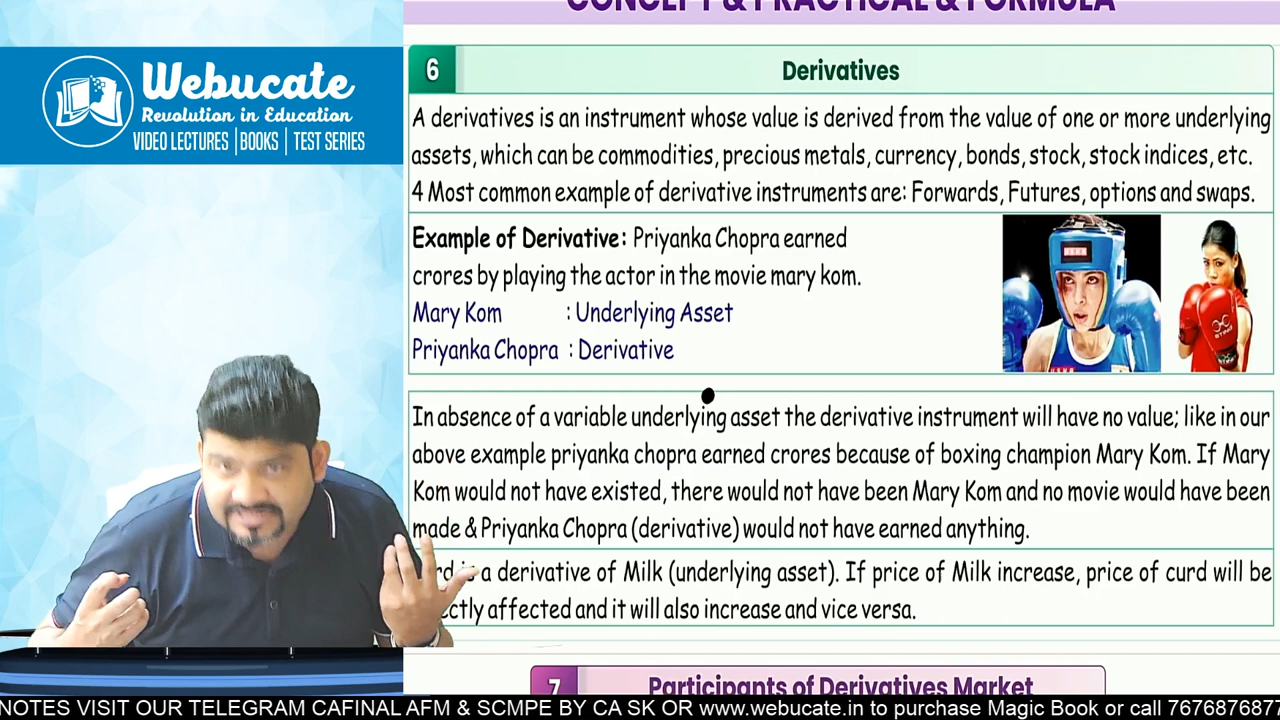 CONCEPT & PRACTICAL & FORMULA
Webucate
Revolution in Education
VIDEO LECTURES | BOOKS | TEST SERIES
6
Derivatives
A derivatives is an instrument whose value is derived from the value of one or more underlying
assets, which can be commodities, precious metals, currency, bonds, stock, stock indices, etc.
4 Most common example of derivative instruments are: Forwards, Futures, options and swaps.
Example of Derivative: Priyanka Chopra earned
crores by playing the actor in the movie mary kom.
Mary Kom : Underlying Asset
Priyanka Chopra : Derivative
In absence of a variable underlying asset the derivative instrument will have no value; like in our
above example priyanka chopra earned crores because of boxing champion Mary Kom. If Mary
Kom would not have existed, there would not have been Mary Kom and no movie would have been
made & Priyanka Chopra (derivative) would not have earned anything.
rd is a derivative of Milk (underlying asset). If price of Milk increase, price of curd will be
ectly affected and it will also increase and vice versa.
7
Participants of Derivatives Market
NOTES VISIT OUR TELEGRAM CAFINAL AFM & SCMPE BY CA SK OR www.webucate.in to purchase Magic Book or call 7676876877